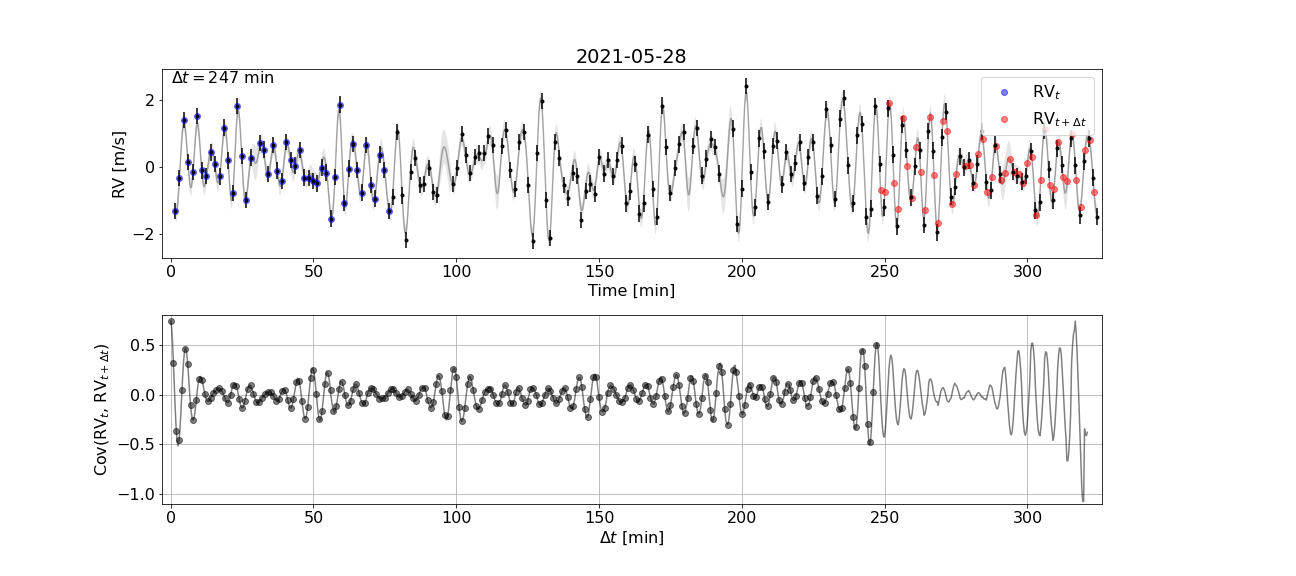 2021-05-28
Δt = 247 min
RV_t
RV_{t+Δt}
RV [m/s]
2
0
−2
0 50 100 150 200 250 300
Time [min]
Cov(RV_t, RV_{t+Δt})
0.5
0.0
−0.5
−1.0
0 50 100 150 200 250 300
Δt [min]